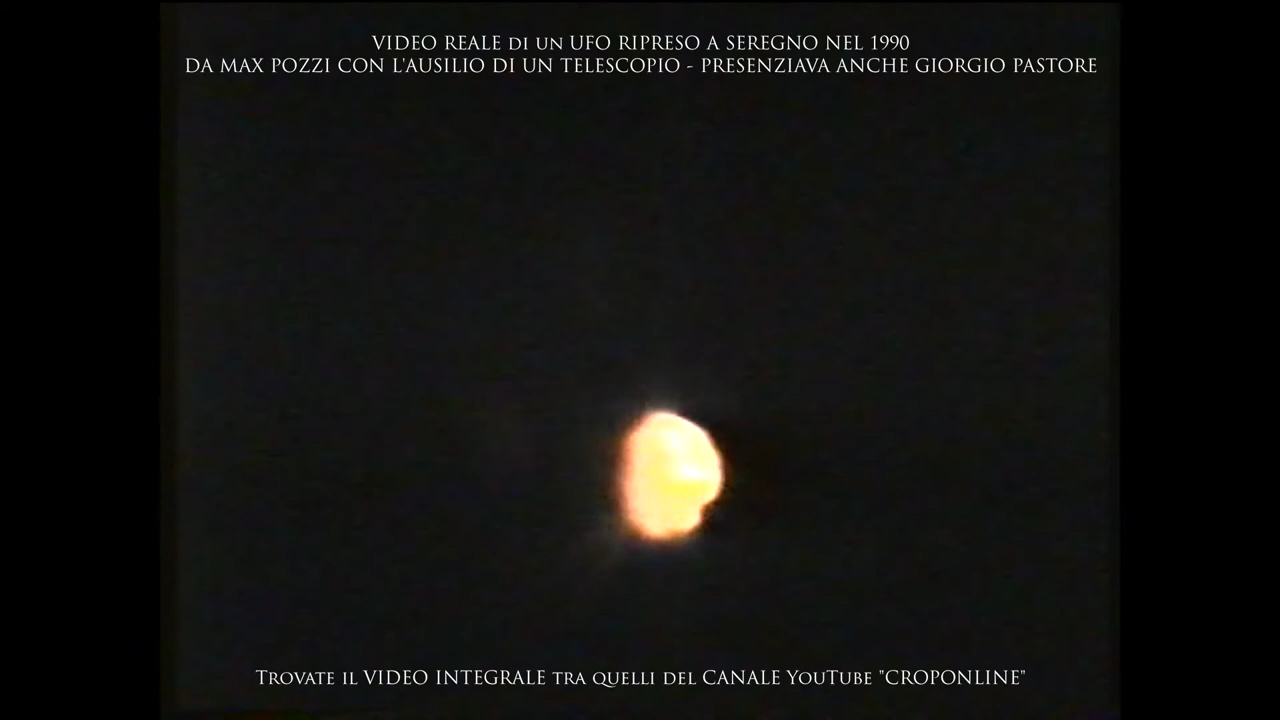 VIDEO REALE di un UFO RIPRESO A SEREGNO NEL 1990
DA MAX POZZI CON L'AUSILIO DI UN TELESCOPIO - PRESENZIAVA ANCHE GIORGIO PASTORE
Trovate il VIDEO INTEGRALE tra quelli del CANALE YouTube "CROPONLINE"